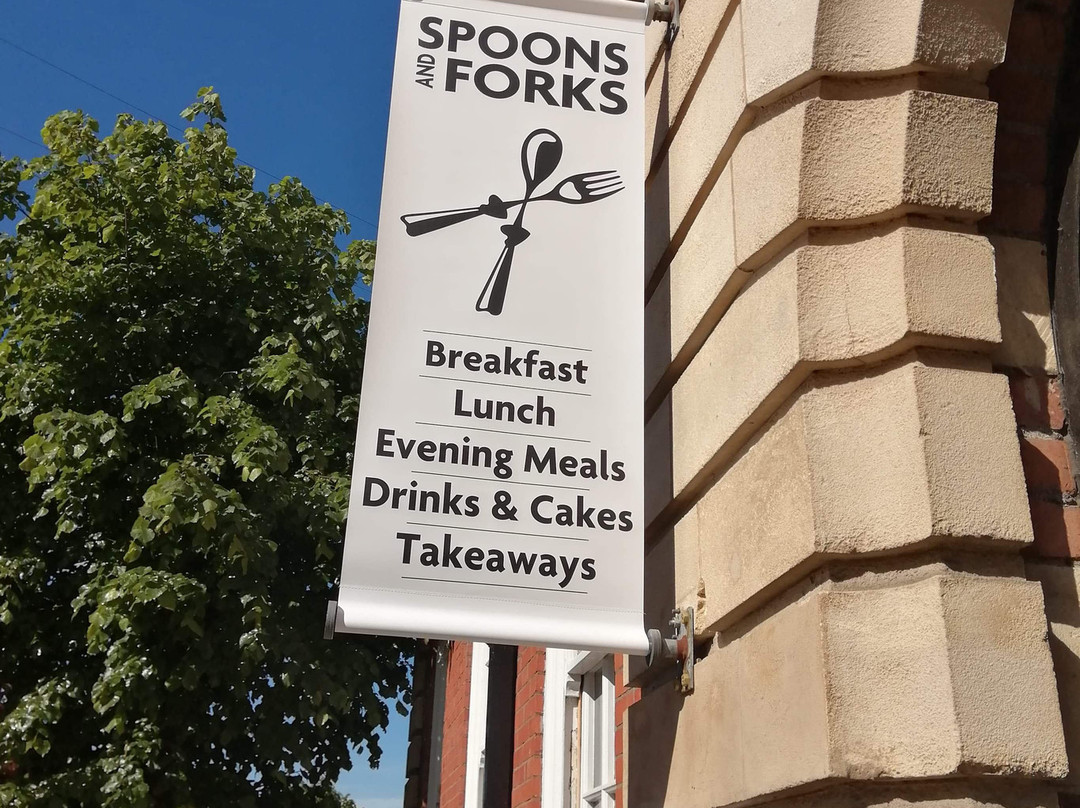 SPOONS
AND FORKS
Breakfast
Lunch
Evening Meals
Drinks & Cakes
Takeaways